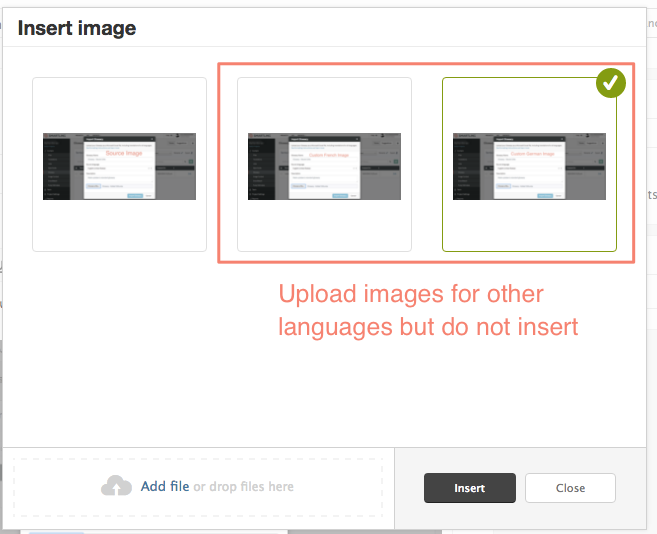 Insert image
Source Image
Custom French Image
Custom German Image
Upload images for other
languages but do not insert
Add file or drop files here
Insert
Close